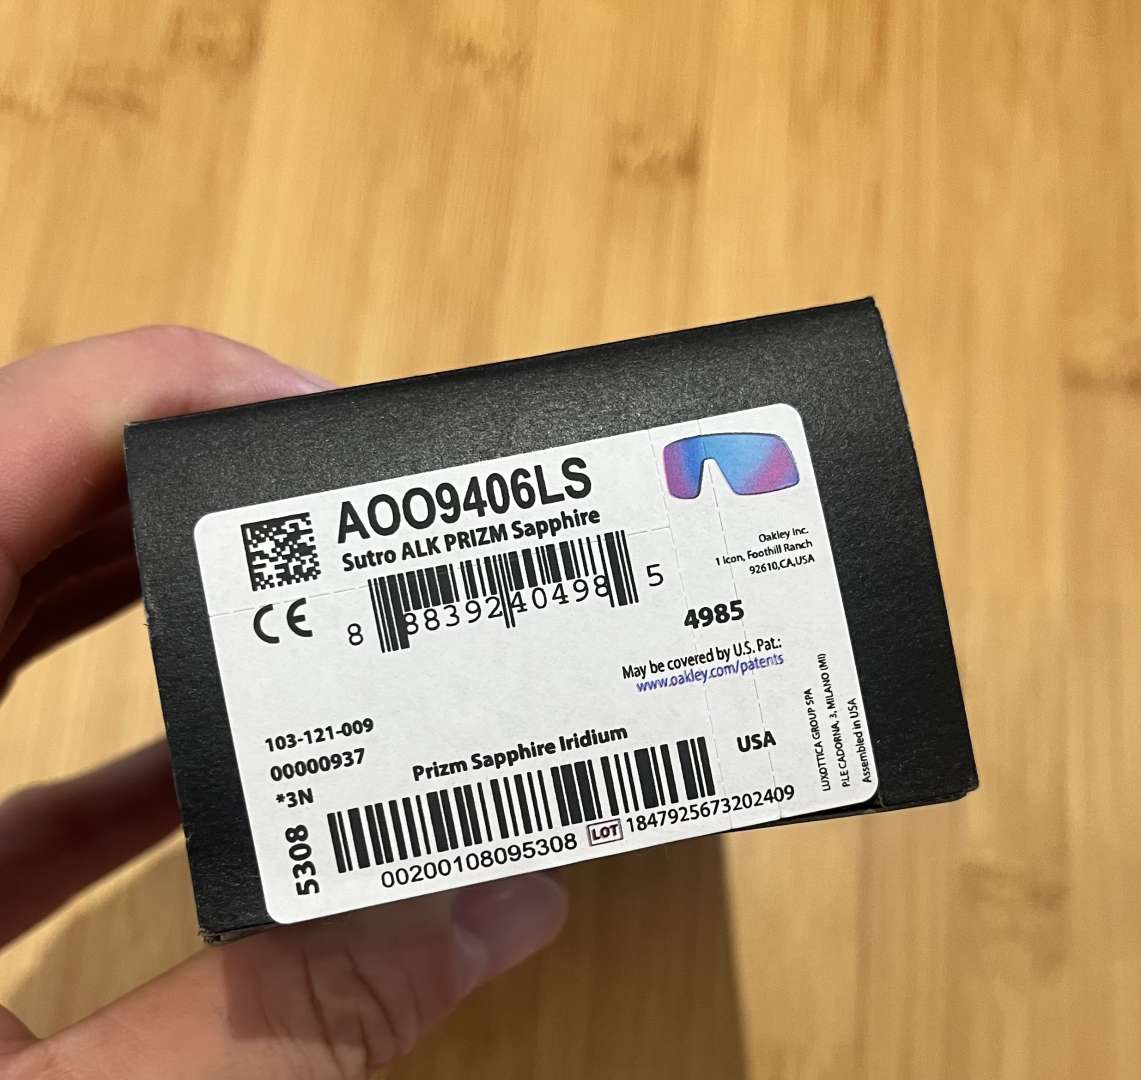 AOO9406LS
Sutro ALK PRIZM Sapphire
8 88392 40498 5
CE
Oakley Inc.
1 Icon, Foothill Ranch
92610,CA,USA
4985
May be covered by U.S. Pat.:
www.oakley.com/patents
103-121-009
00000937
*3N
Prizm Sapphire Iridium
USA
5308
00200108095308 LOT 1847925673202409
LUXOTTICA GROUP SPA
P.LE CADORNA, 3, MILANO (MI)
Assembled in USA